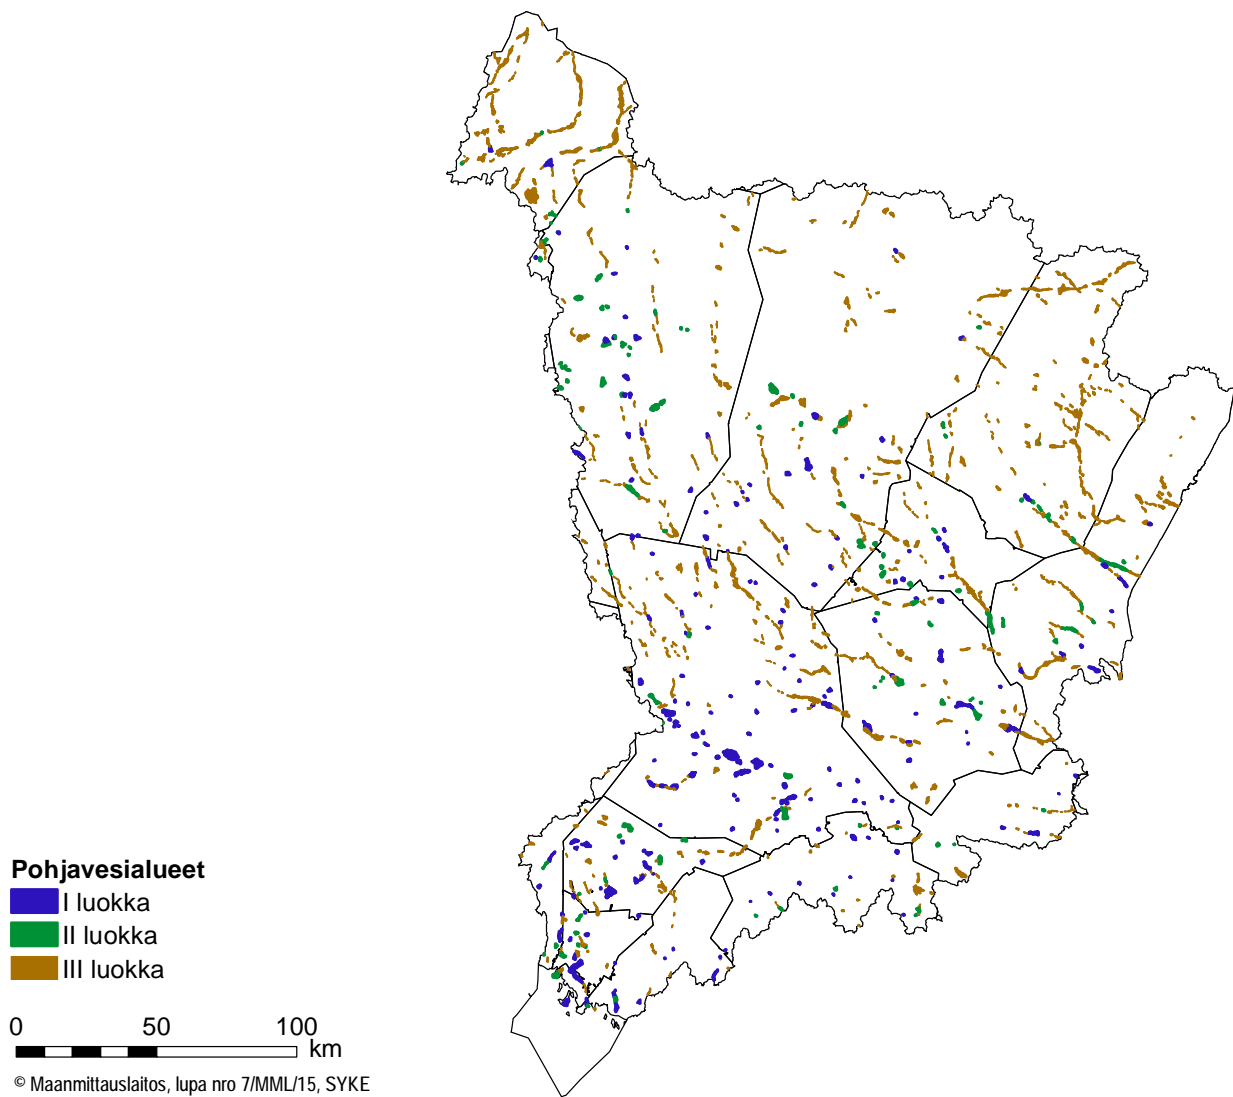 Pohjavesialueet
I luokka
II luokka
III luokka
0 50 100
km
© Maanmittauslaitos, lupa nro 7/MML/15, SYKE